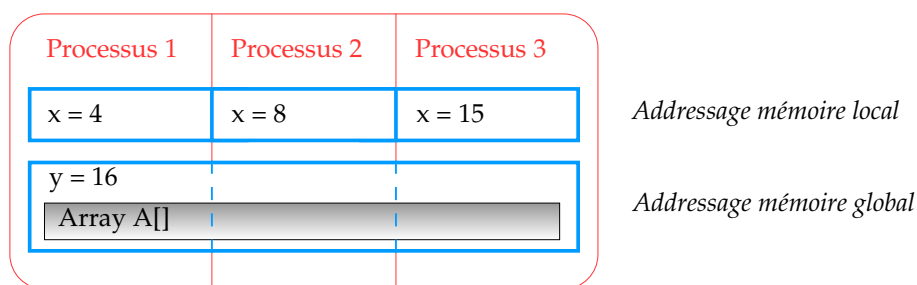 Processus 1 Processus 2 Processus 3
x = 4 x = 8 x = 15 Addressage mémoire local
y = 16
Addressage mémoire global
Array A[]